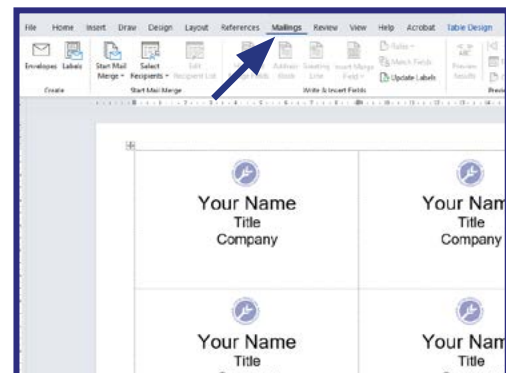 File Home Insert Draw Design Layout References Mailings Review View Help Acrobat Table Design
Envelopes Labels Start Mail Merge Select Recipients Edit Recipient List Address Block Greeting Line Insert Merge Field Rules Match Fields Update Labels Preview Results
Create Start Mail Merge Write & Insert Fields
Your Name Your Nam
Title Title
Company Company
Your Name Your Nam
Title Title